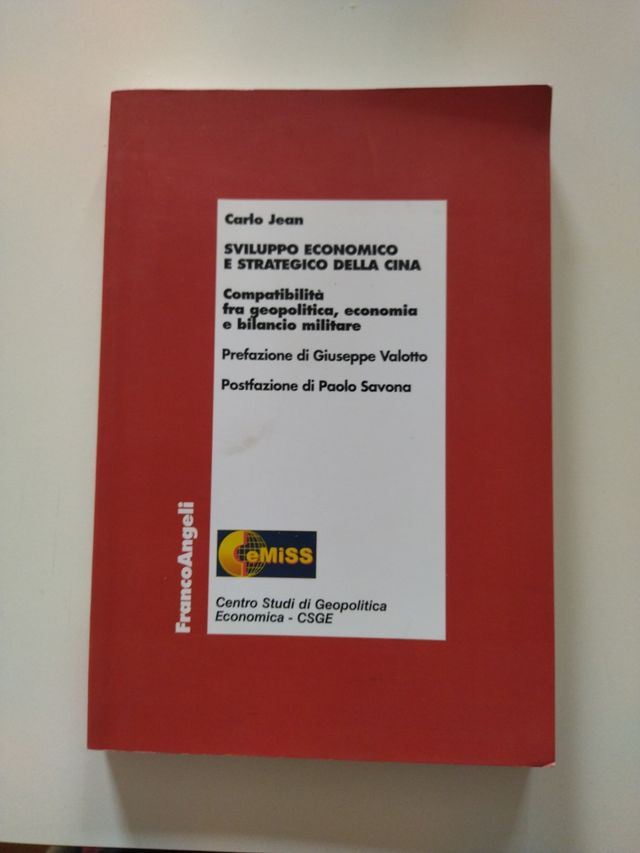 Carlo Jean
SVILUPPO ECONOMICO
E STRATEGICO DELLA CINA
Compatibilità
fra geopolitica, economia
e bilancio militare
Prefazione di Giuseppe Valotto
Postfazione di Paolo Savona
FrancoAngeli
CeMiSS
Centro Studi di Geopolitica
Economica - CSGE